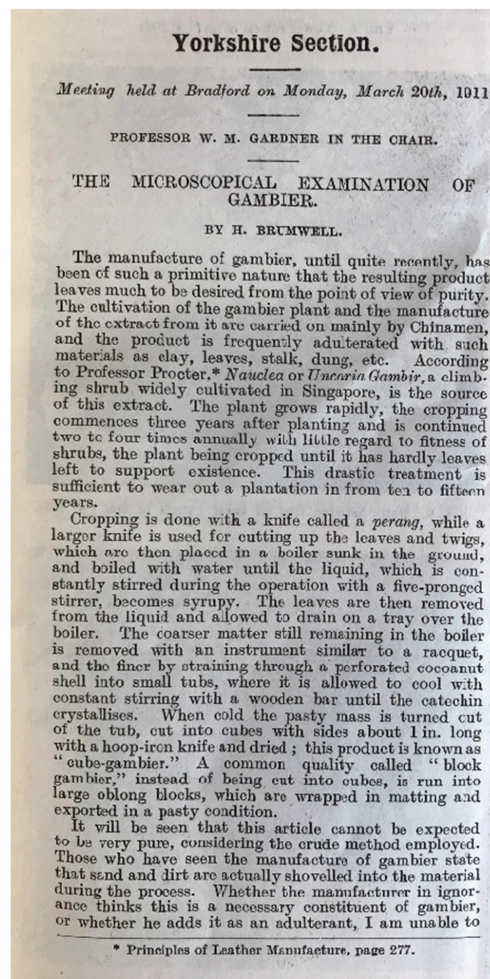 Yorkshire Section.
Meeting held at Bradford on Monday, March 20th, 1911
PROFESSOR W. M. GARDNER IN THE CHAIR.
THE MICROSCOPICAL EXAMINATION OF
GAMBIER.
BY H. BRUMWELL.
The manufacture of gambier, until quite recently, has
been of such a primitive nature that the resulting product
leaves much to be desired from the point of view of purity.
The cultivation of the gambier plant and the manufacture
of the extract from it are carried on mainly by Chinamen,
and the product is frequently adulterated with such
materials as clay, leaves, stalk, dung, etc. According
to Professor Procter,* Nauclea or Uncaria Gambir, a climb-
ing shrub widely cultivated in Singapore, is the source
of this extract. The plant grows rapidly, the cropping
commences three years after planting and is continued
two to four times annually with little regard to fitness of
shrubs, the plant being cropped until it has hardly leaves
left to support existence. This drastic treatment is
sufficient to wear out a plantation in from ten to fifteen
years.
Cropping is done with a knife called a perang, while a
larger knife is used for cutting up the leaves and twigs,
which are then placed in a boiler sunk in the ground,
and boiled with water until the liquid, which is con-
stantly stirred during the operation with a five-pronged
stirrer, becomes syrupy. The leaves are then removed
from the liquid and allowed to drain on a tray over the
boiler. The coarser matter still remaining in the boiler
is removed with an instrument similar to a racquet,
and the finer by straining through a perforated cocoanut
shell into small tubs, where it is allowed to cool with
constant stirring with a wooden bar until the catechin
crystallises. When cold the pasty mass is turned out
of the tub, cut into cubes with sides about 1 in. long
with a hoop-iron knife and dried ; this product is known as
" cube-gambier." A common quality called " block
gambier," instead of being cut into cubes, is run into
large oblong blocks, which are wrapped in matting and
exported in a pasty condition.
It will be seen that this article cannot be expected
to be very pure, considering the crude method employed.
Those who have seen the manufacture of gambier state
that sand and dirt are actually shovelled into the material
during the process. Whether the manufacturer in ignor-
ance thinks this is a necessary constituent of gambier,
or whether he adds it as an adulterant, I am unable to
* Principles of Leather Manufacture, page 277.